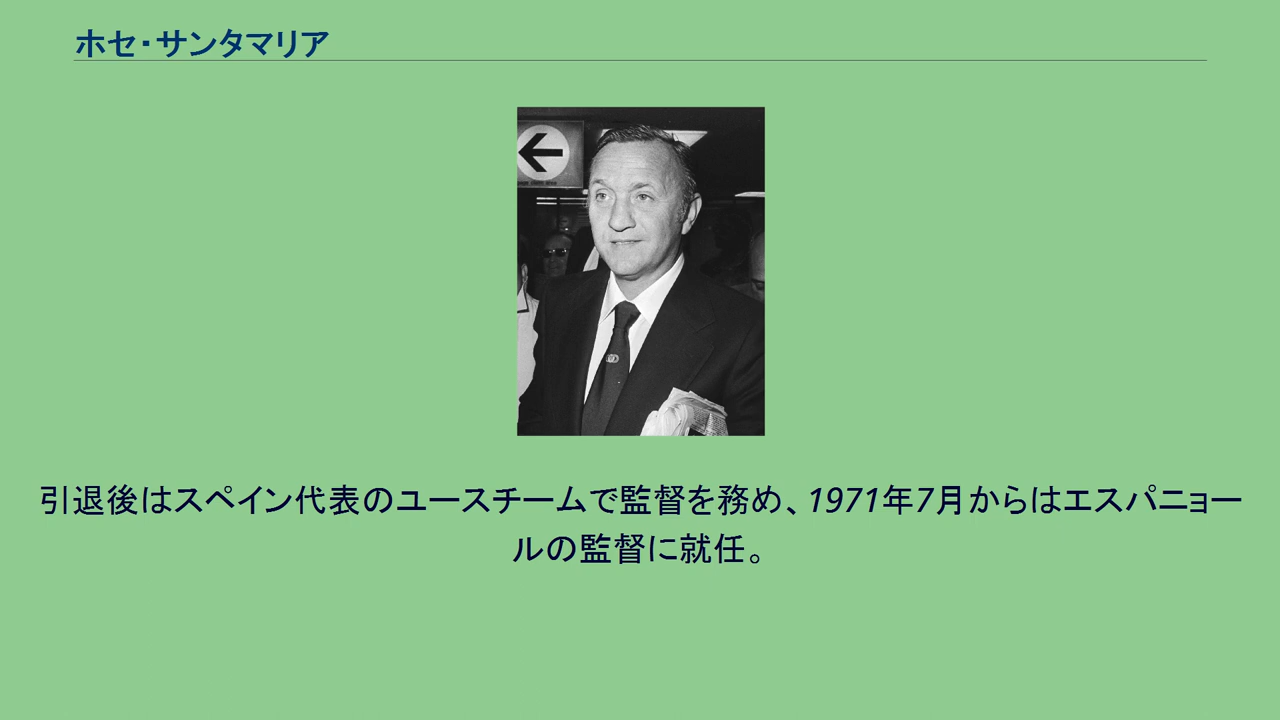 ホセ・サンタマリア
引退後はスペイン代表のユースチームで監督を務め、1971年7月からはエスパニョー
ルの監督に就任。